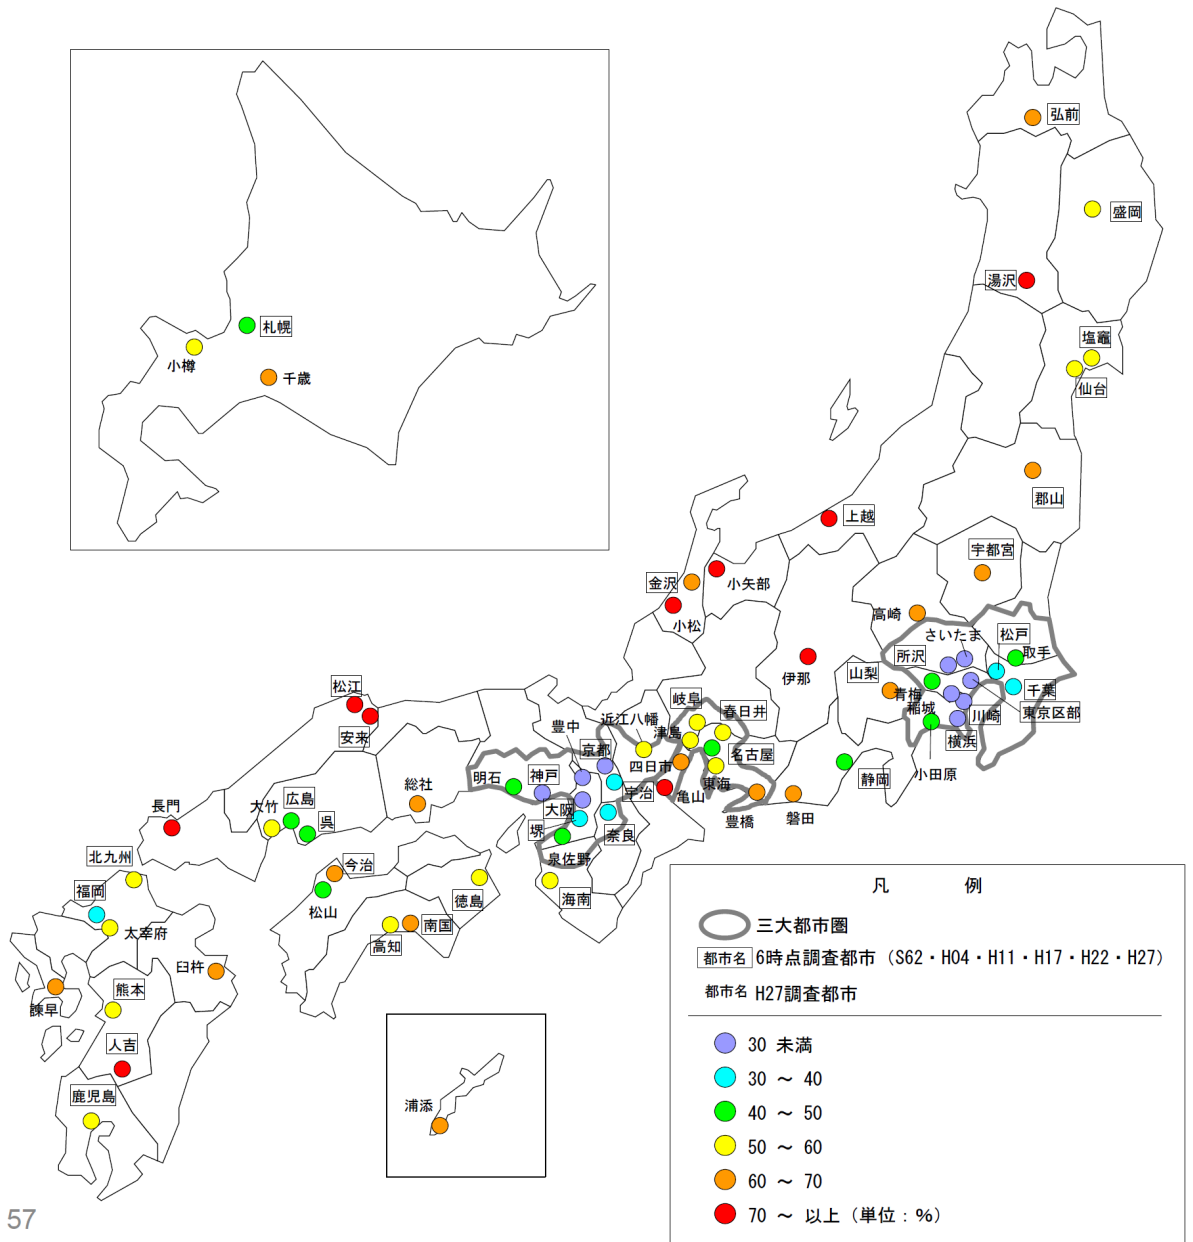 弘前
盛岡
湯沢
塩竈
仙台
札幌
小樽
千歳
郡山
上越
宇都宮
金沢
小矢部
小松
高崎
さいたま
松戸
所沢
取手
伊那
山梨
青梅
千葉
稲城
川崎
東京区部
横浜
小田原
松江
安来
岐阜
春日井
近江八幡
津島
豊中
京都
名古屋
四日市
東海
静岡
明石
神戸
総社
宇治
亀山
大阪
豊橋
磐田
長門
大竹
広島
呉
堺
奈良
泉佐野
北九州
今治
福岡
徳島
海南
松山
太宰府
南国
高知
臼杵
諫早
熊本
人吉
鹿児島
浦添
凡 例
三大都市圏
都市名 6時点調査都市（S62・H04・H11・H17・H22・H27）
都市名 H27調査都市
30 未満
30 ～ 40
40 ～ 50
50 ～ 60
60 ～ 70
70 ～ 以上（単位：％）
57